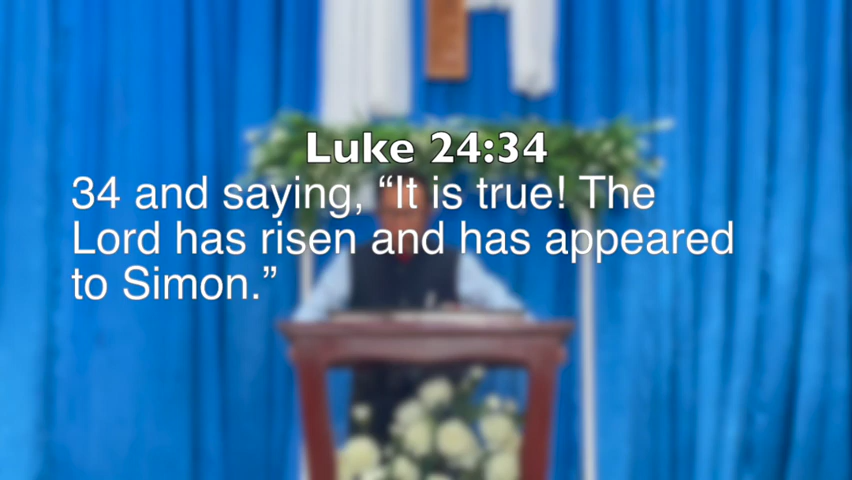 Luke 24:34
34 and saying, “It is true! The
Lord has risen and has appeared
to Simon.”